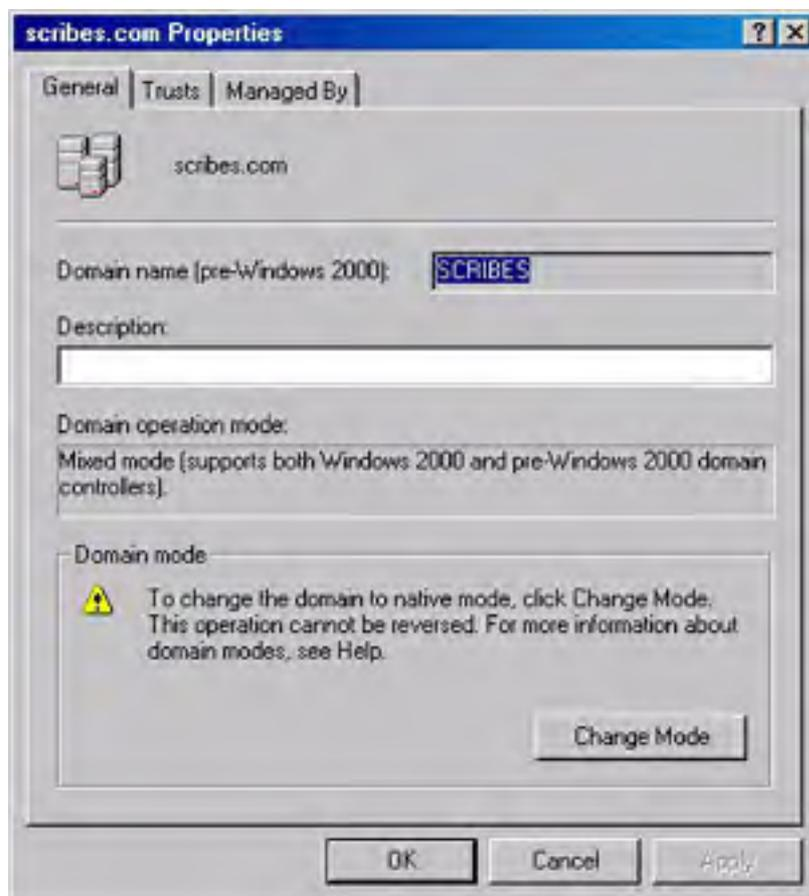 scribes.com Properties
General Trusts Managed By
scribes.com
Domain name (pre-Windows 2000): SCRIBES
Description:
Domain operation mode:
Mixed mode (supports both Windows 2000 and pre-Windows 2000 domain
controllers).
Domain mode
To change the domain to native mode, click Change Mode.
This operation cannot be reversed. For more information about
domain modes, see Help.
Change Mode
OK Cancel Apply